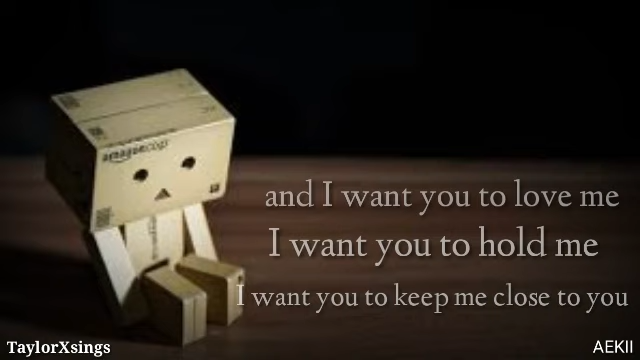 and I want you to love me
I want you to hold me
I want you to keep me close to you
TaylorXsings
AEKII